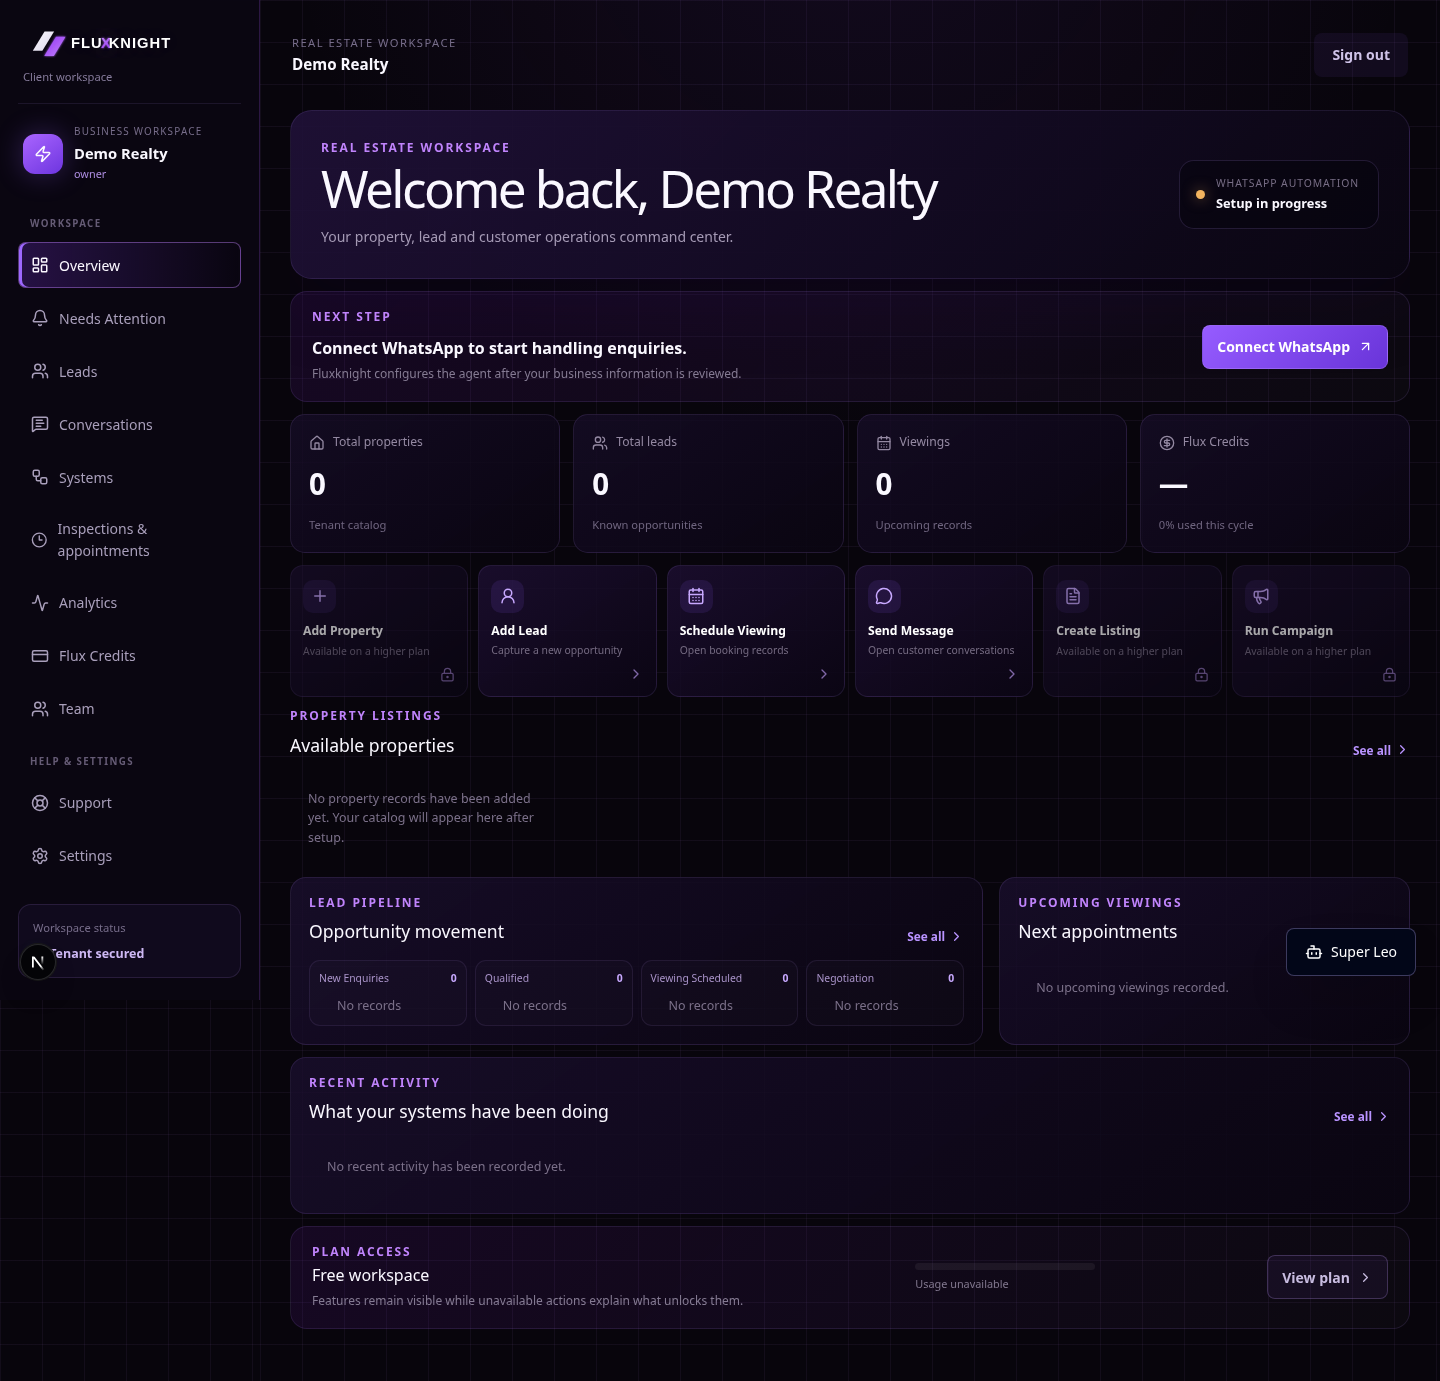 FLUXKNIGHT
Client workspace
BUSINESS WORKSPACE
Demo Realty
owner
WORKSPACE
Overview
Needs Attention
Leads
Conversations
Systems
Inspections &
appointments
Analytics
Flux Credits
Team
HELP & SETTINGS
Support
Settings
Workspace status
Tenant secured
N
REAL ESTATE WORKSPACE
Demo Realty
Sign out
REAL ESTATE WORKSPACE
Welcome back, Demo Realty
Your property, lead and customer operations command center.
WHATSAPP AUTOMATION
Setup in progress
NEXT STEP
Connect WhatsApp to start handling enquiries.
Fluxknight configures the agent after your business information is reviewed.
Connect WhatsApp
Total properties
0
Tenant catalog
Total leads
0
Known opportunities
Viewings
0
Upcoming records
Flux Credits
—
0% used this cycle
Add Property
Available on a higher plan
Add Lead
Capture a new opportunity
Schedule Viewing
Open booking records
Send Message
Open customer conversations
Create Listing
Available on a higher plan
Run Campaign
Available on a higher plan
PROPERTY LISTINGS
Available properties
See all
No property records have been added
yet. Your catalog will appear here after
setup.
LEAD PIPELINE
Opportunity movement
See all
New Enquiries 0
No records
Qualified 0
No records
Viewing Scheduled 0
No records
Negotiation 0
No records
UPCOMING VIEWINGS
Next appointments
Super Leo
No upcoming viewings recorded.
RECENT ACTIVITY
What your systems have been doing
See all
No recent activity has been recorded yet.
PLAN ACCESS
Free workspace
Features remain visible while unavailable actions explain what unlocks them.
Usage unavailable
View plan